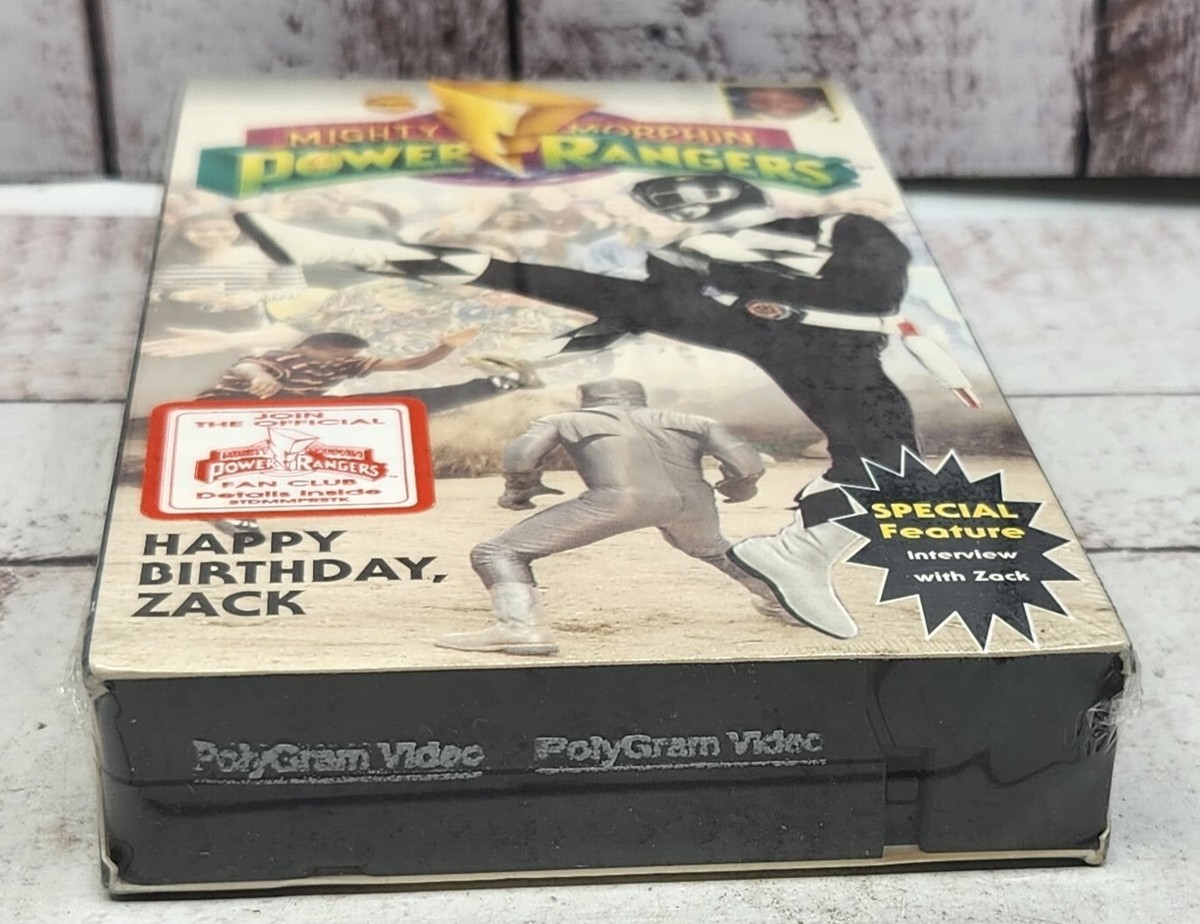 MIGHTY MORPHIN
POWER RANGERS
JOIN
THE OFFICIAL
POWER RANGERS
FAN CLUB
Details Inside
STDMMPRSTK
HAPPY
BIRTHDAY,
ZACK
SPECIAL
Feature
Interview
with Zack
PolyGram Video PolyGram Video